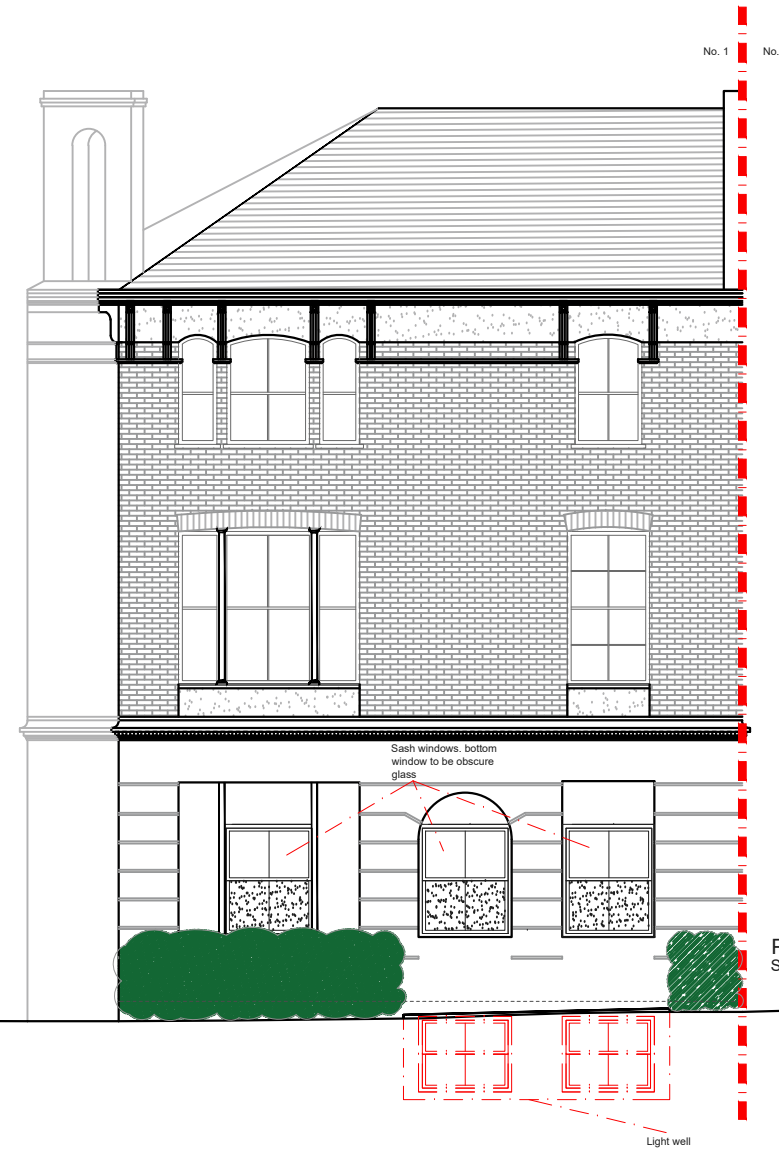 No. 1
No.
Sash windows. bottom
window to be obscure
glass
Light well